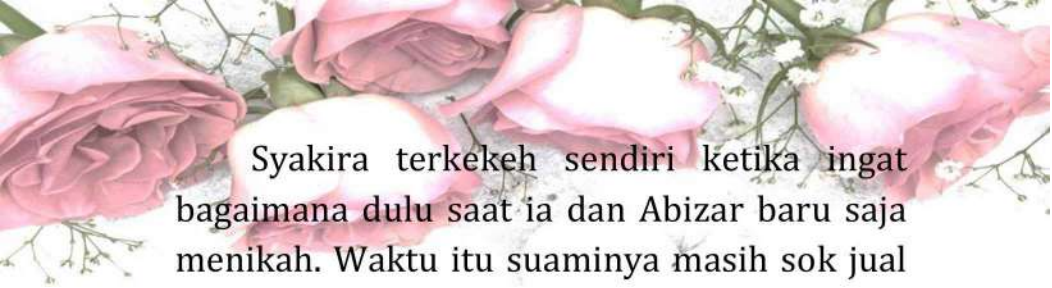 Syakira terkekeh sendiri ketika ingat
bagaimana dulu saat ia dan Abizar baru saja
menikah. Waktu itu suaminya masih sok jual